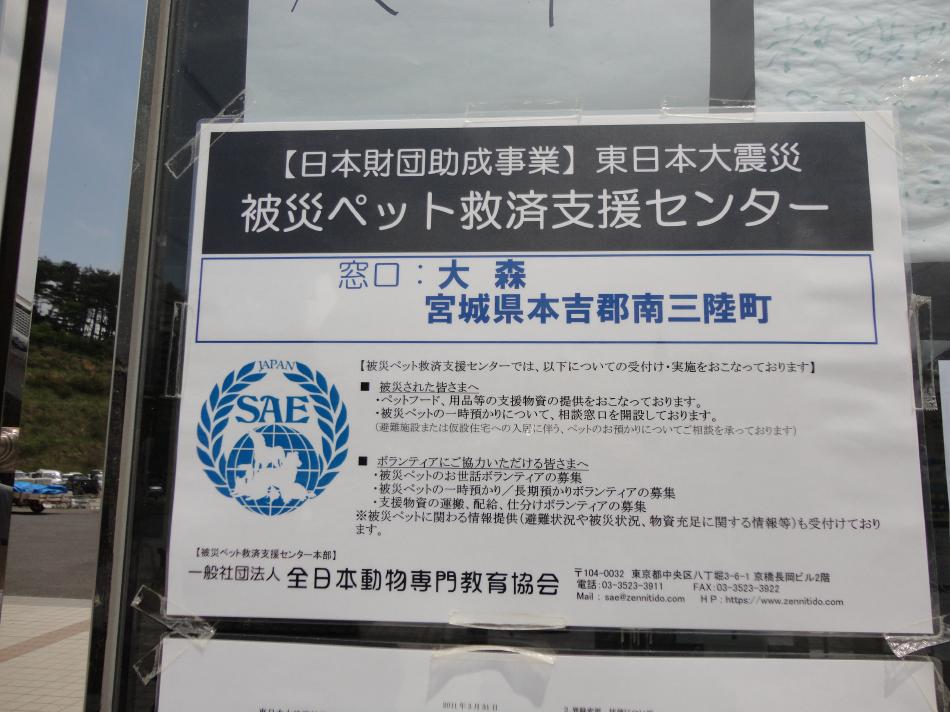 【日本財団助成事業】東日本大震災
被災ペット救済支援センター
窓口：大 森
宮城県本吉郡南三陸町
JAPAN
SAE
【被災ペット救済支援センターでは、以下についての受付け・実施をおこなっております】
■ 被災された皆さまへ
・ペットフード、用品等の支援物資の提供をおこなっております。
・被災ペットの一時預かりについて、相談窓口を開設しております。
（避難施設または仮設住宅への入居に伴う、ペットのお預かりについてご相談を承っております）
■ ボランティアにご協力いただける皆さまへ
・被災ペットのお世話ボランティアの募集
・被災ペットの一時預かり／長期預かりボランティアの募集
・支援物資の運搬、配給、仕分けボランティアの募集
※被災ペットに関わる情報提供（避難状況や被災状況、物資充足に関する情報等）も受付けており
ます。
【被災ペット救済支援センター本部】
一般社団法人 全日本動物専門教育協会
〒104-0032 東京都中央区八丁堀3-6-1 京橋長岡ビル2階
電話：03-3523-3911 FAX：03-3523-3922
Mail : sae@zennitido.com HP : https://www.zennitido.com
2011年3月31日